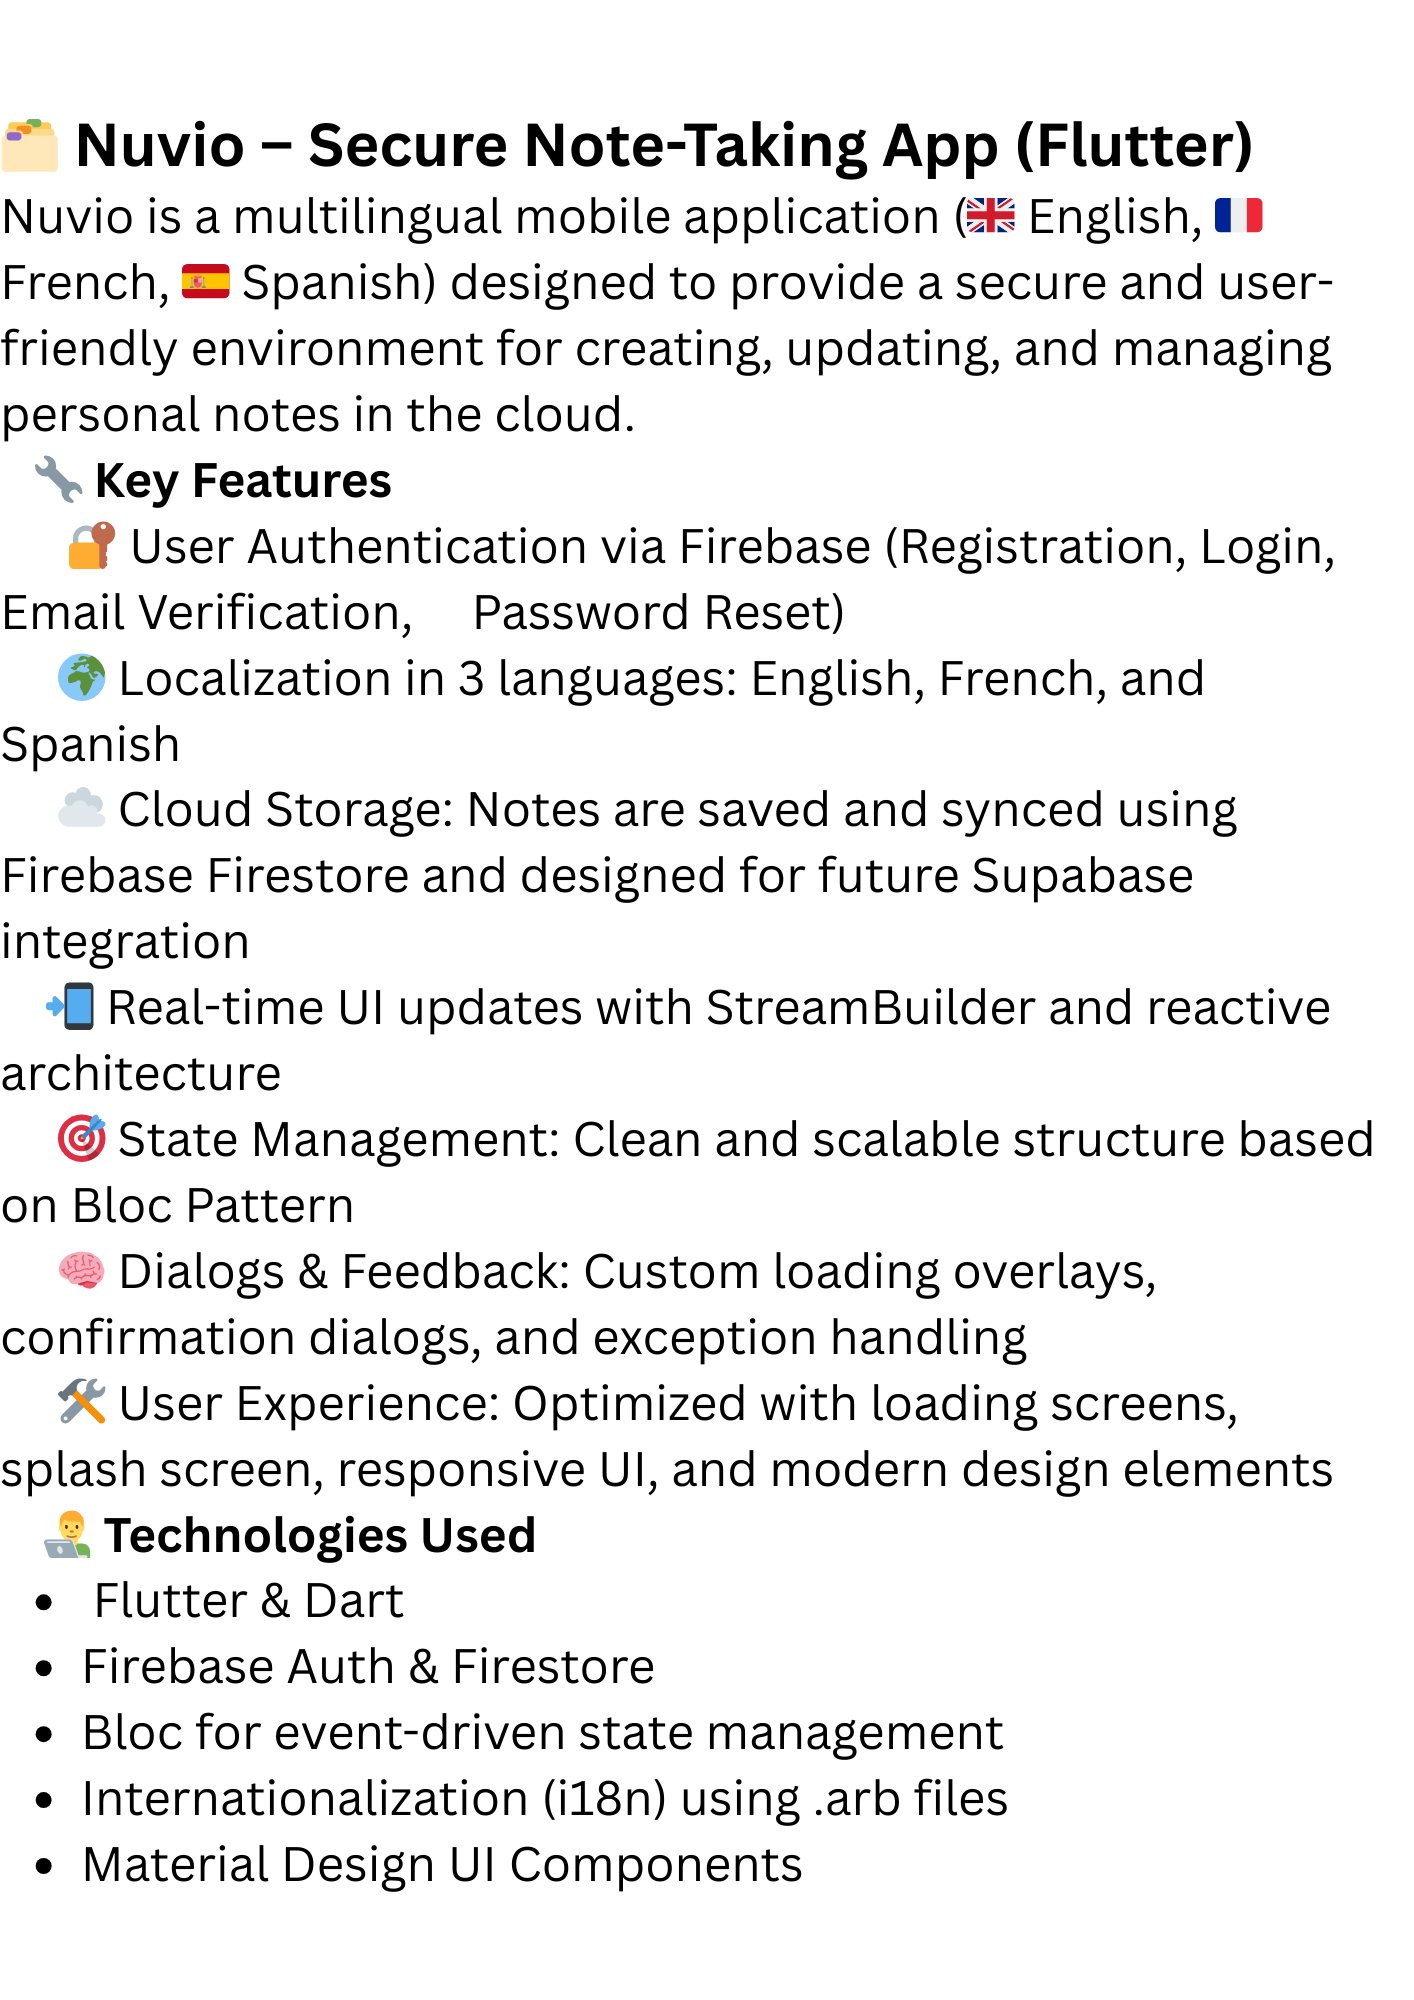 🗂️ Nuvio – Secure Note-Taking App (Flutter)
Nuvio is a multilingual mobile application (🇬🇧 English, 🇫🇷
French, 🇪🇸 Spanish) designed to provide a secure and user-
friendly environment for creating, updating, and managing
personal notes in the cloud.
🔧 Key Features
🔐 User Authentication via Firebase (Registration, Login,
Email Verification, Password Reset)
🌍 Localization in 3 languages: English, French, and
Spanish
☁️ Cloud Storage: Notes are saved and synced using
Firebase Firestore and designed for future Supabase
integration
📲 Real-time UI updates with StreamBuilder and reactive
architecture
🎯 State Management: Clean and scalable structure based
on Bloc Pattern
🧠 Dialogs & Feedback: Custom loading overlays,
confirmation dialogs, and exception handling
🛠️ User Experience: Optimized with loading screens,
splash screen, responsive UI, and modern design elements
👨‍💻 Technologies Used
• Flutter & Dart
• Firebase Auth & Firestore
• Bloc for event-driven state management
• Internationalization (i18n) using .arb files
• Material Design UI Components